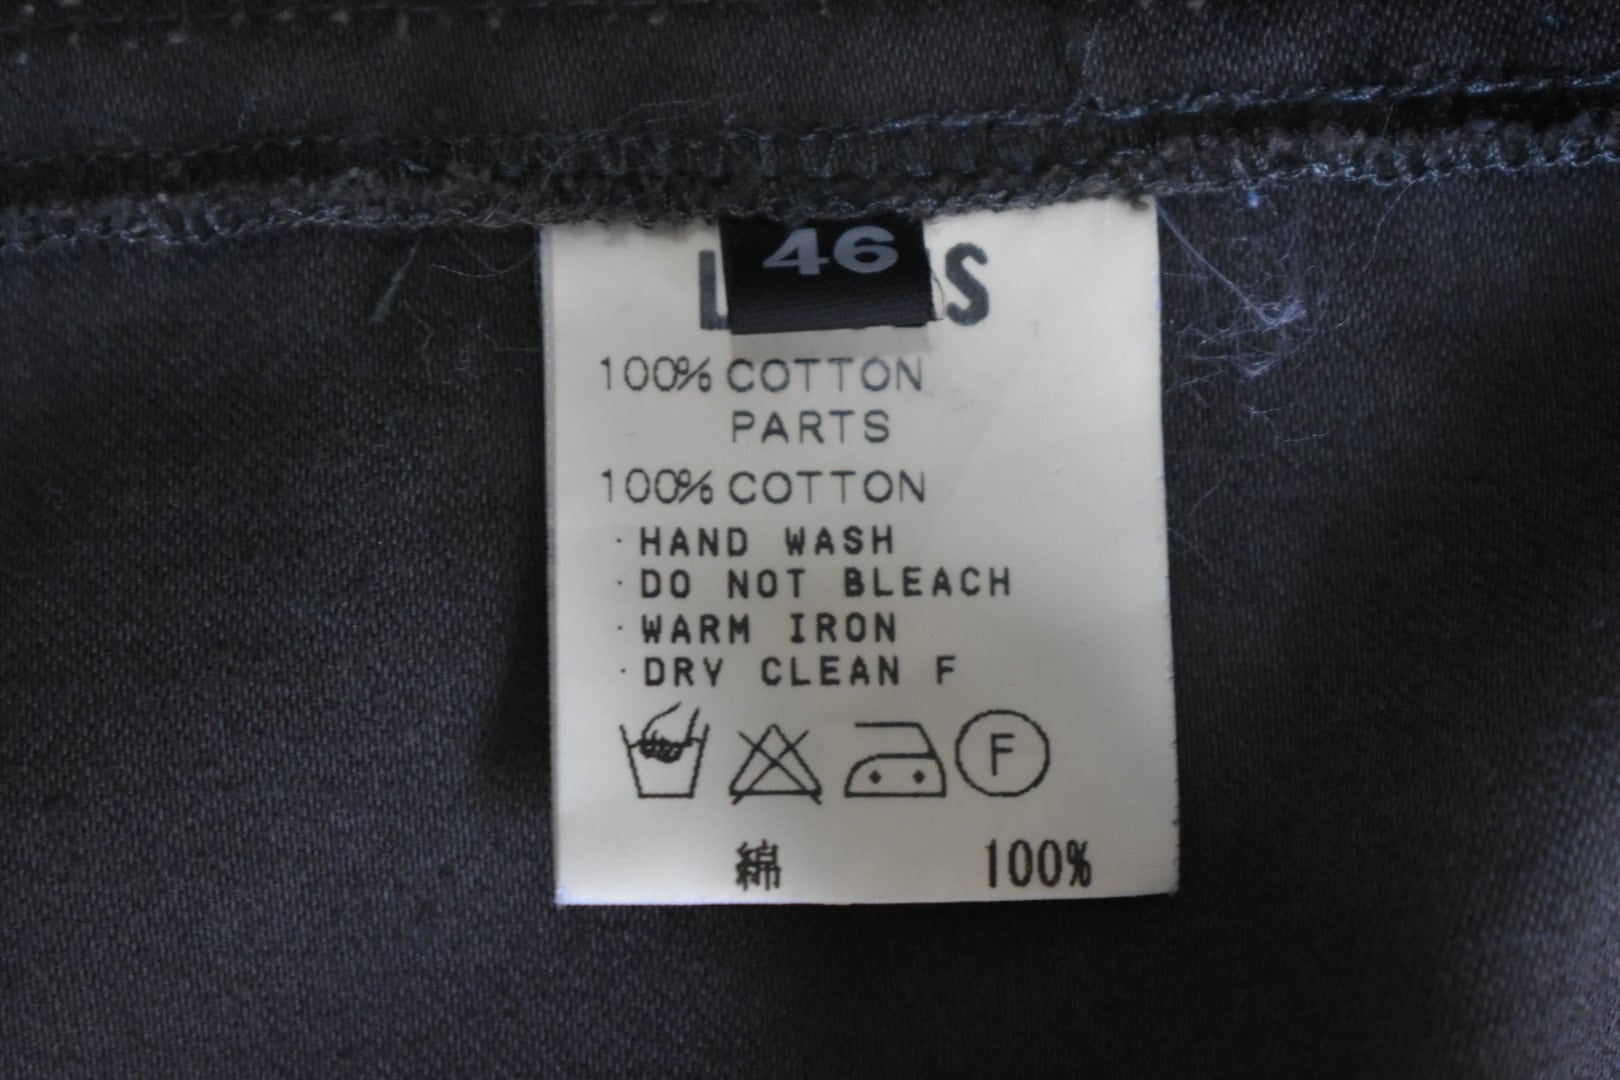 46
100% COTTON
PARTS
100% COTTON
· HAND WASH
· DO NOT BLEACH
· WARM IRON
· DRY CLEAN F
F
綿 100%